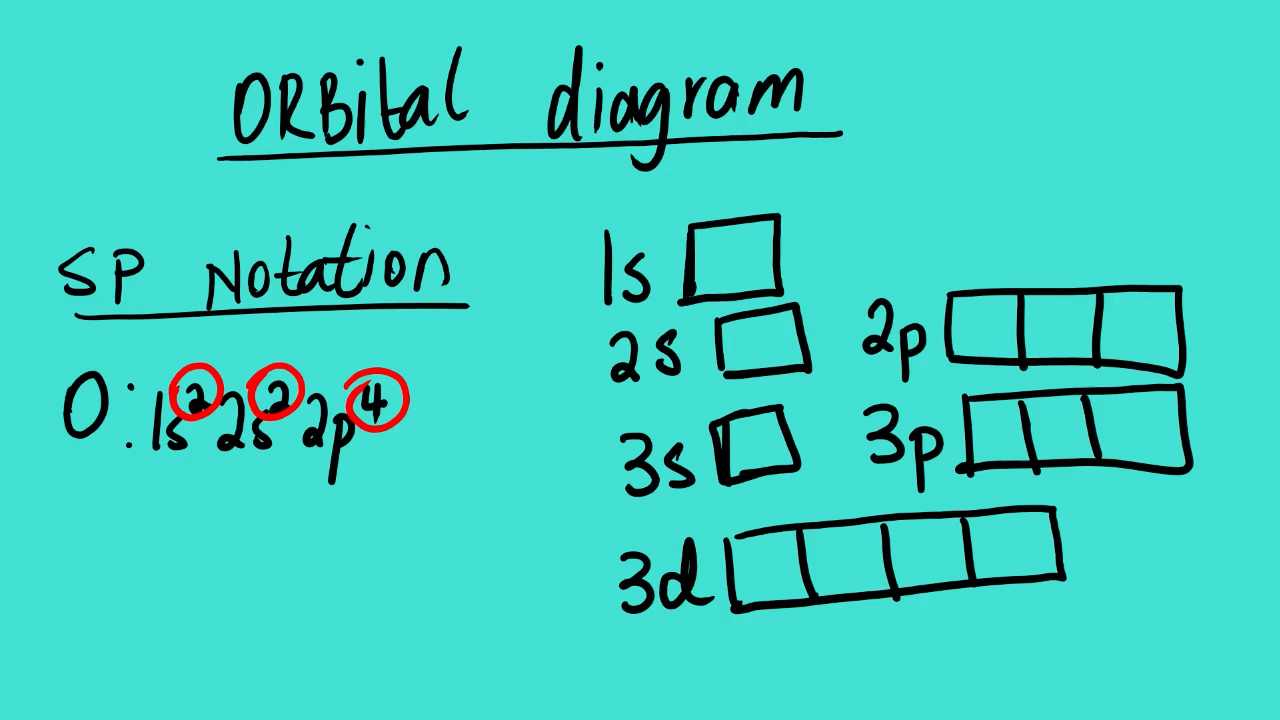 ORBital diagram
SP Notation
O: 1s² 2s² 2p⁴
1s
2s 2p
3s 3p
3d